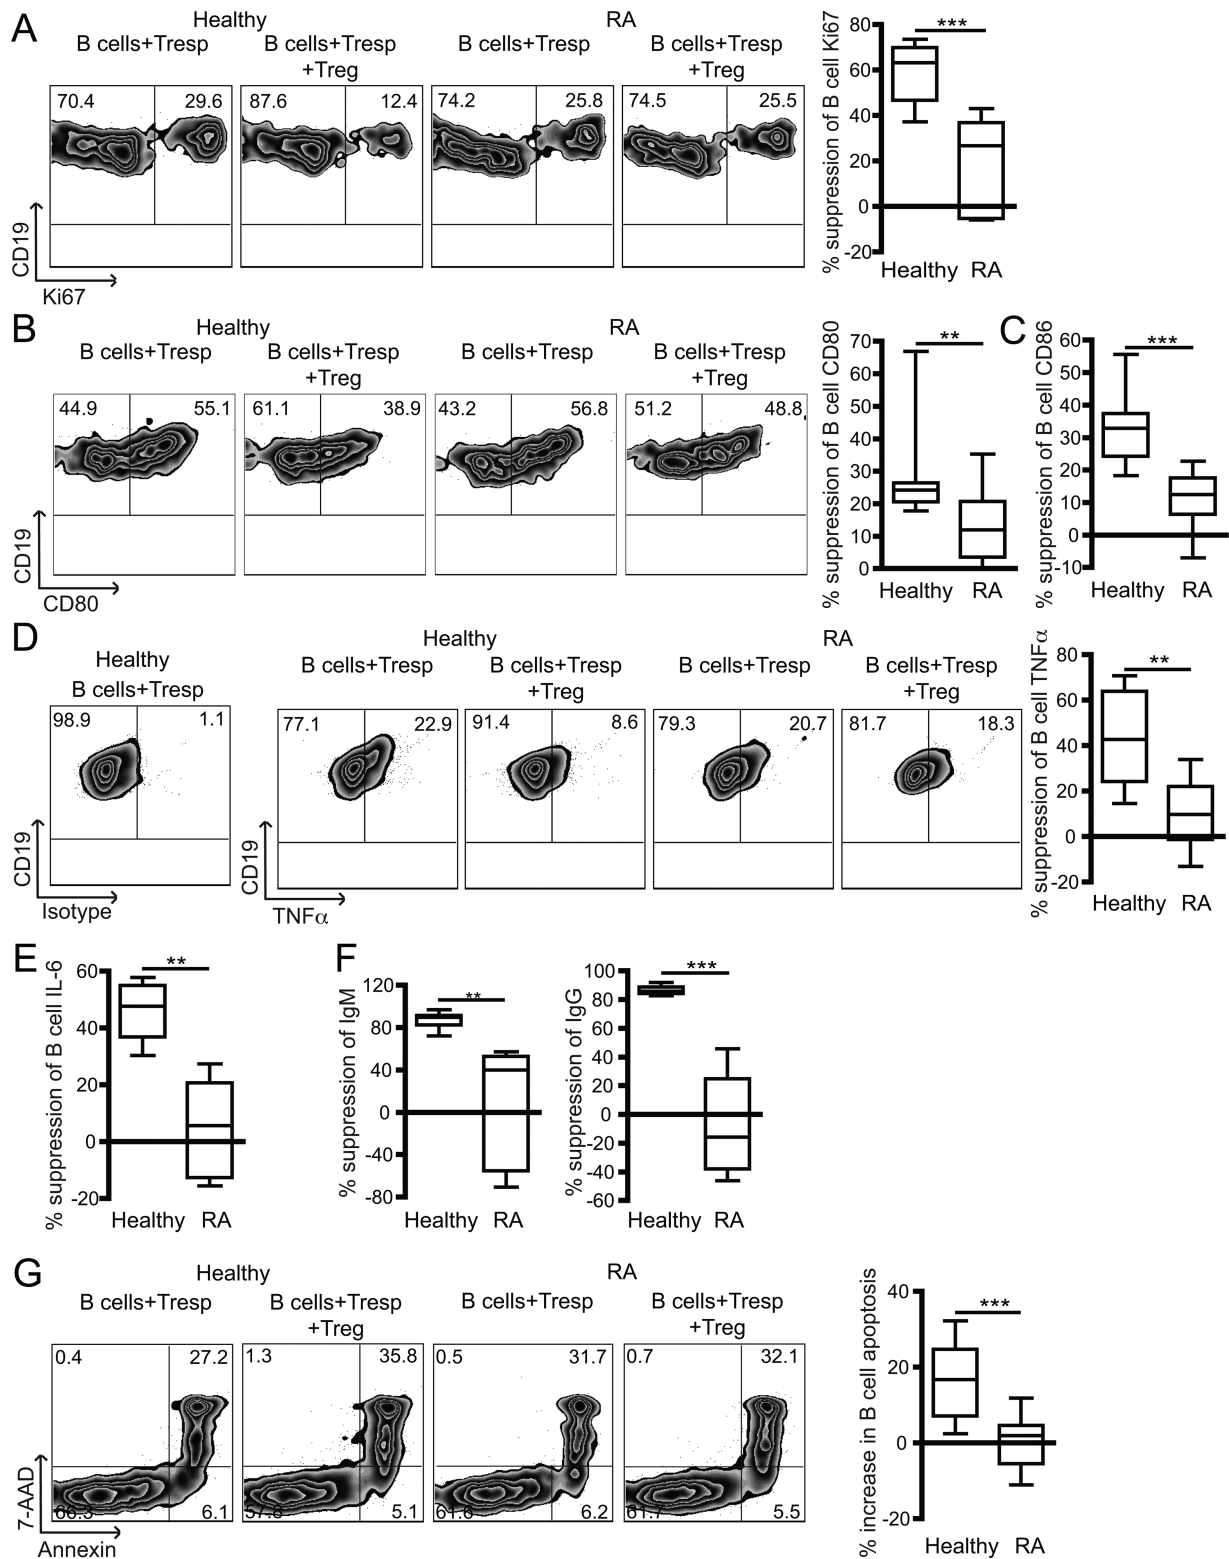 A
Healthy
RA
B cells+Tresp
B cells+Tresp
+Treg
B cells+Tresp
B cells+Tresp
+Treg
70.4
29.6
87.6
12.4
74.2
25.8
74.5
25.5
CD19
Ki67
% suppression of B cell Ki67
80
60
40
20
0
-20
***
Healthy
RA
B
Healthy
RA
B cells+Tresp
B cells+Tresp
+Treg
B cells+Tresp
B cells+Tresp
+Treg
44.9
55.1
61.1
38.9
43.2
56.8
51.2
48.8
CD19
CD80
% suppression of B cell CD80
70
60
50
40
30
20
10
0
**
Healthy
RA
C
% suppression of B cell CD86
60
50
40
30
20
10
0
-10
***
Healthy
RA
D
Healthy
B cells+Tresp
98.9
1.1
CD19
Isotype
Healthy
RA
B cells+Tresp
B cells+Tresp
+Treg
B cells+Tresp
B cells+Tresp
+Treg
77.1
22.9
91.4
8.6
79.3
20.7
81.7
18.3
CD19
TNFα
% suppression of B cell TNFα
80
60
40
20
0
-20
**
Healthy
RA
E
% suppression of B cell IL-6
60
40
20
0
-20
**
Healthy
RA
F
% suppression of IgM
120
80
40
0
-40
-80
**
Healthy
RA
% suppression of IgG
100
80
60
40
20
0
-20
-40
-60
***
Healthy
RA
G
Healthy
RA
B cells+Tresp
B cells+Tresp
+Treg
B cells+Tresp
B cells+Tresp
+Treg
0.4
27.2
66.3
6.1
1.3
35.8
57.8
5.1
0.5
31.7
61.6
6.2
0.7
32.1
61.7
5.5
7-AAD
Annexin
% increase in B cell apoptosis
40
20
0
-20
***
Healthy
RA